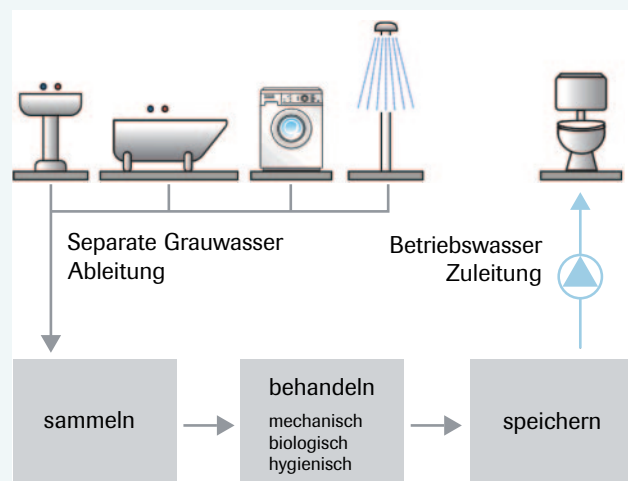 Separate Grauwasser
Ableitung
Betriebswasser
Zuleitung
sammeln
behandeln
mechanisch
biologisch
hygienisch
speichern